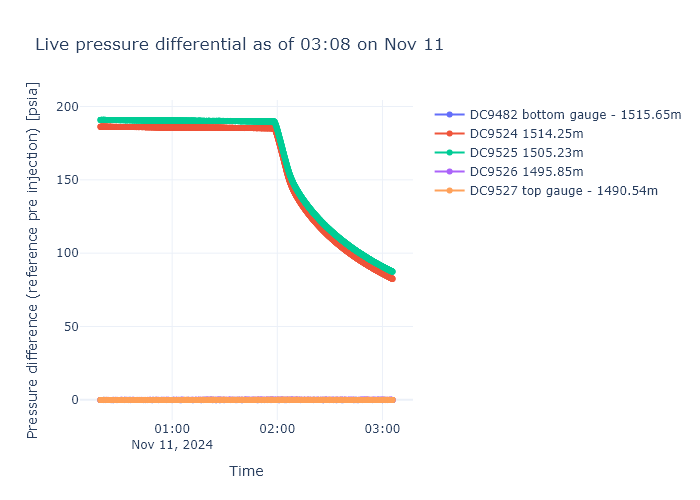 Live pressure differential as of 03:08 on Nov 11
Pressure difference (reference pre injection) [psia]
200
150
100
50
0
01:00
Nov 11, 2024
02:00
03:00
Time
DC9482 bottom gauge - 1515.65m
DC9524 1514.25m
DC9525 1505.23m
DC9526 1495.85m
DC9527 top gauge - 1490.54m